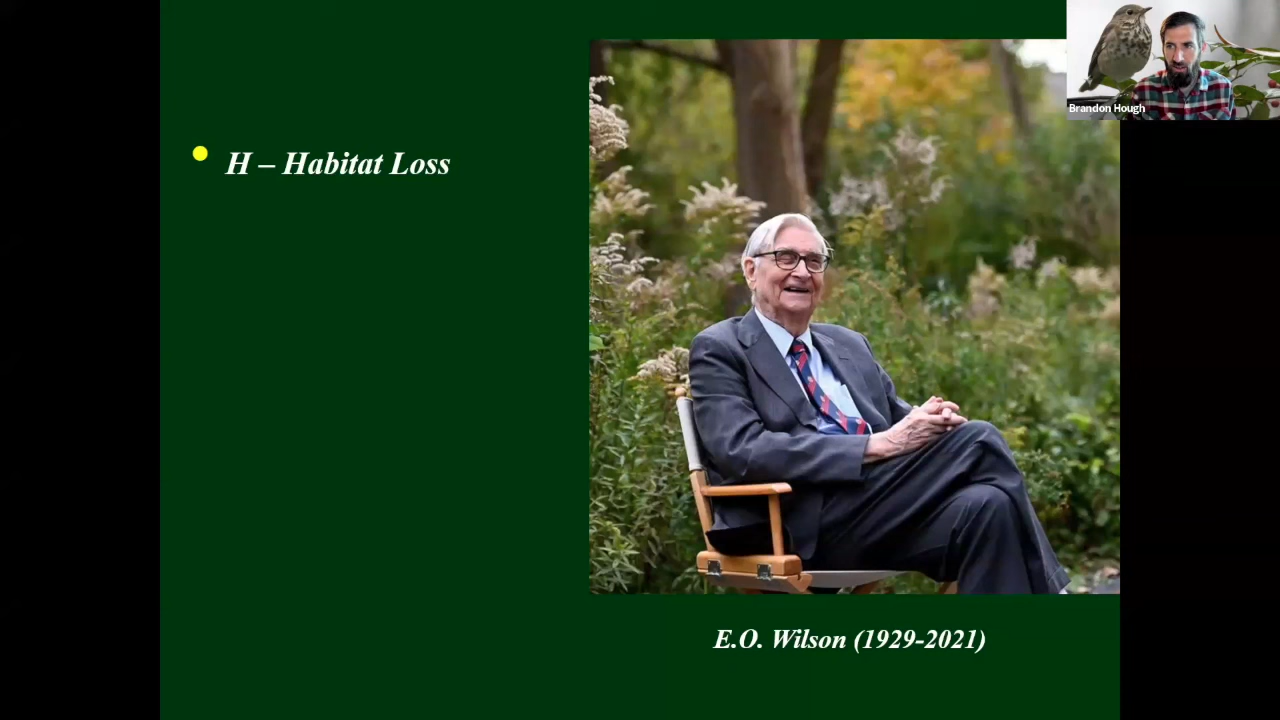 Brandon Hough
H – Habitat Loss
E.O. Wilson (1929-2021)